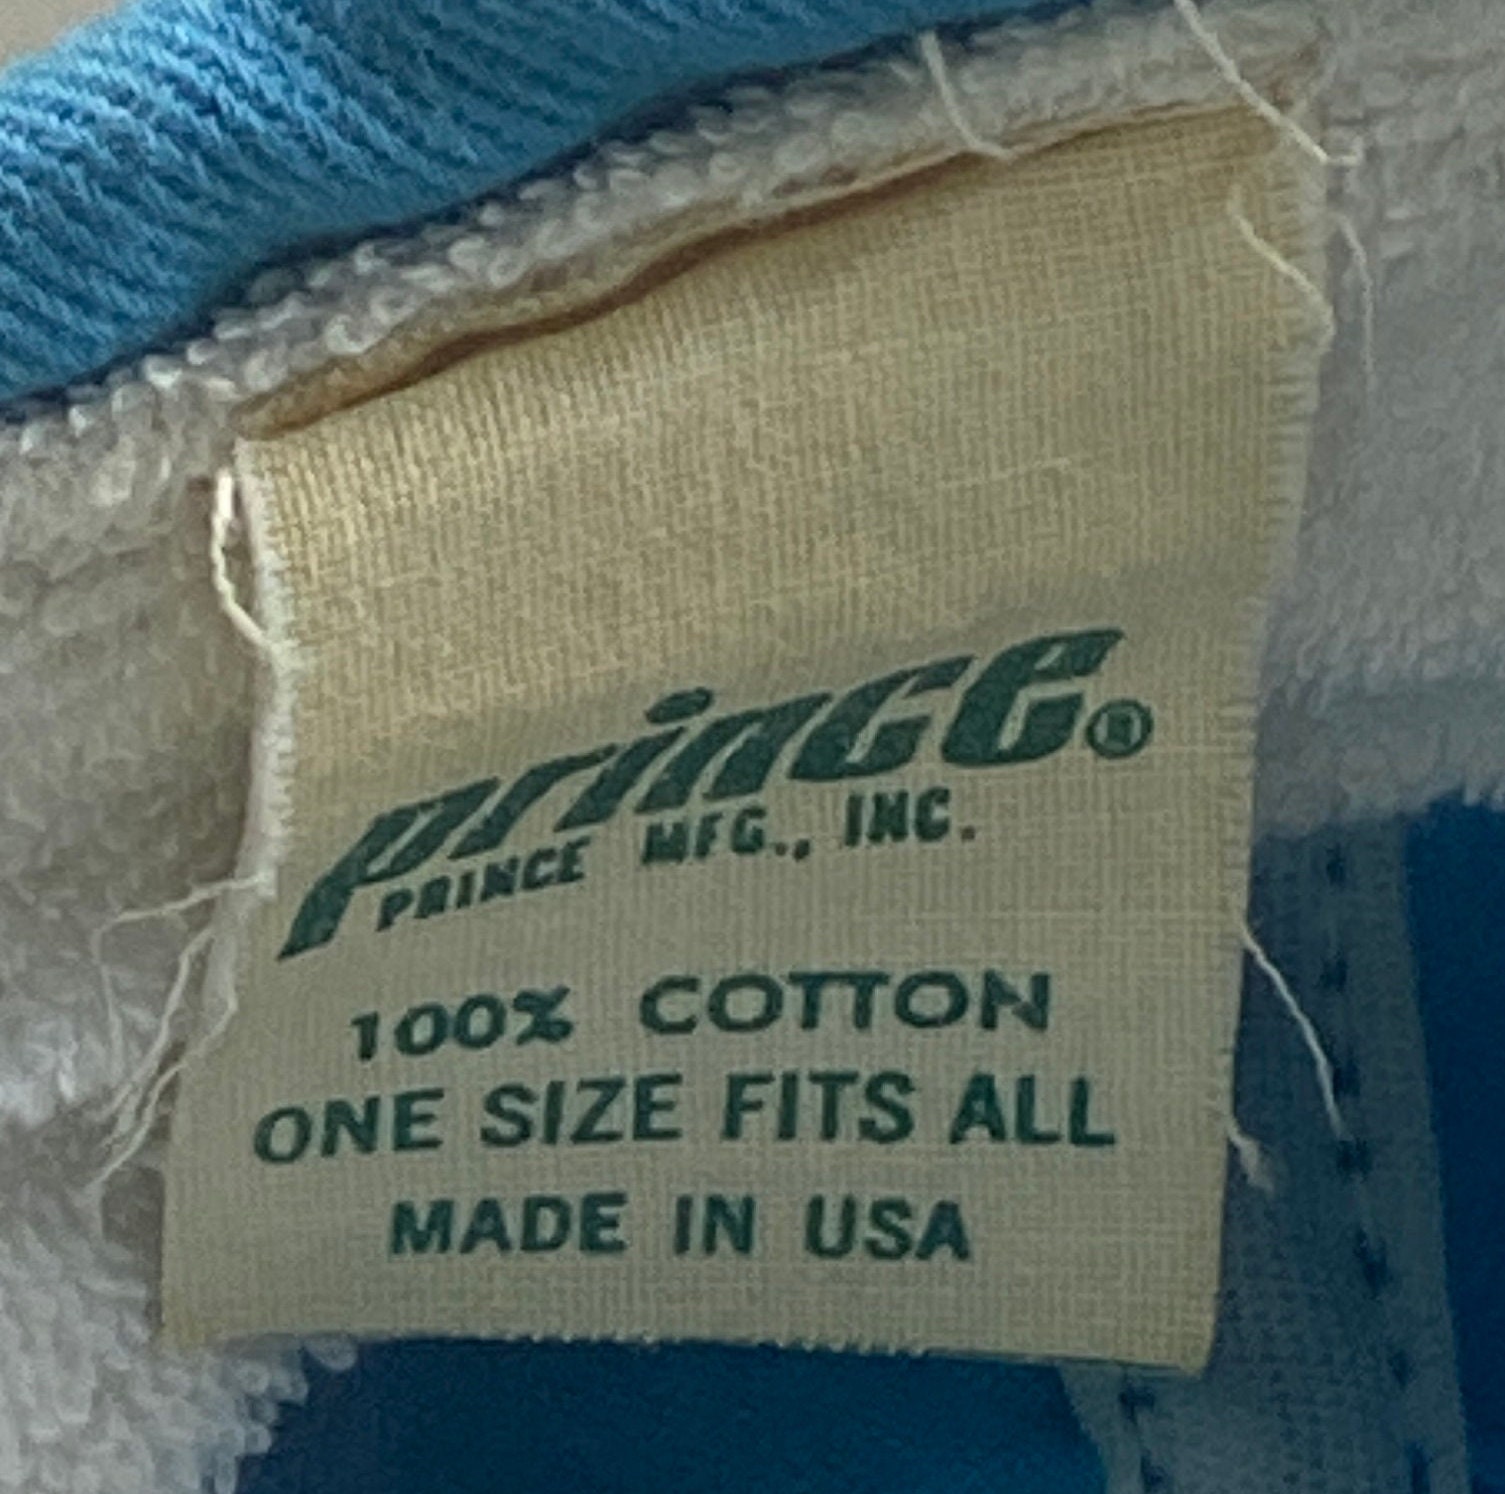 prince®
PRINCE MFG., INC.
100% COTTON
ONE SIZE FITS ALL
MADE IN USA